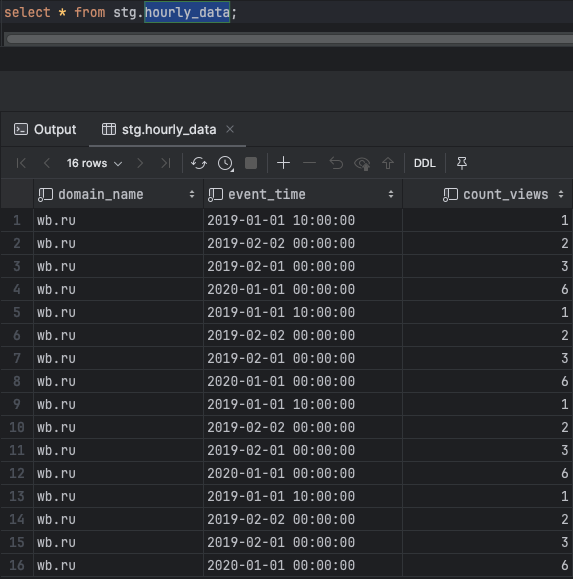 select * from stg.hourly_data;
Output stg.hourly_data ×
16 rows DDL
domain_name event_time count_views
1 wb.ru 2019-01-01 10:00:00 1
2 wb.ru 2019-02-02 00:00:00 2
3 wb.ru 2019-02-01 00:00:00 3
4 wb.ru 2020-01-01 00:00:00 6
5 wb.ru 2019-01-01 10:00:00 1
6 wb.ru 2019-02-02 00:00:00 2
7 wb.ru 2019-02-01 00:00:00 3
8 wb.ru 2020-01-01 00:00:00 6
9 wb.ru 2019-01-01 10:00:00 1
10 wb.ru 2019-02-02 00:00:00 2
11 wb.ru 2019-02-01 00:00:00 3
12 wb.ru 2020-01-01 00:00:00 6
13 wb.ru 2019-01-01 10:00:00 1
14 wb.ru 2019-02-02 00:00:00 2
15 wb.ru 2019-02-01 00:00:00 3
16 wb.ru 2020-01-01 00:00:00 6